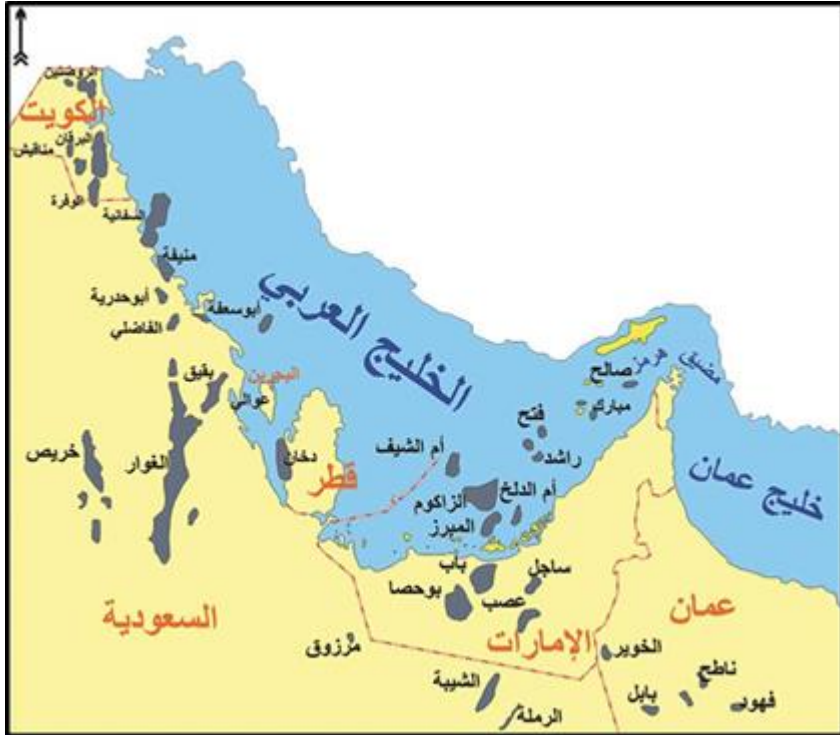 الروضتين
الكويت
البرقان
مناقيش
الوفرة
السفانية
منيفة
أبوحدرية
أبوسعفة
الفاضلي
الخليج العربي
مضيق هرمز
صالح
مبارك
البحرين
بقيق
عوالي
فتح
راشد
أم الشيف
خليج عمان
خريص
الغوار
دخان
قطر
أم الدلخ
الزاكوم
المبرز
باب
ساجل
بوحصا
عصب
السعودية
عمان
الإمارات
مرزوق
الخوير
الشيبة
ناطح
بابل
فهود
الرملة